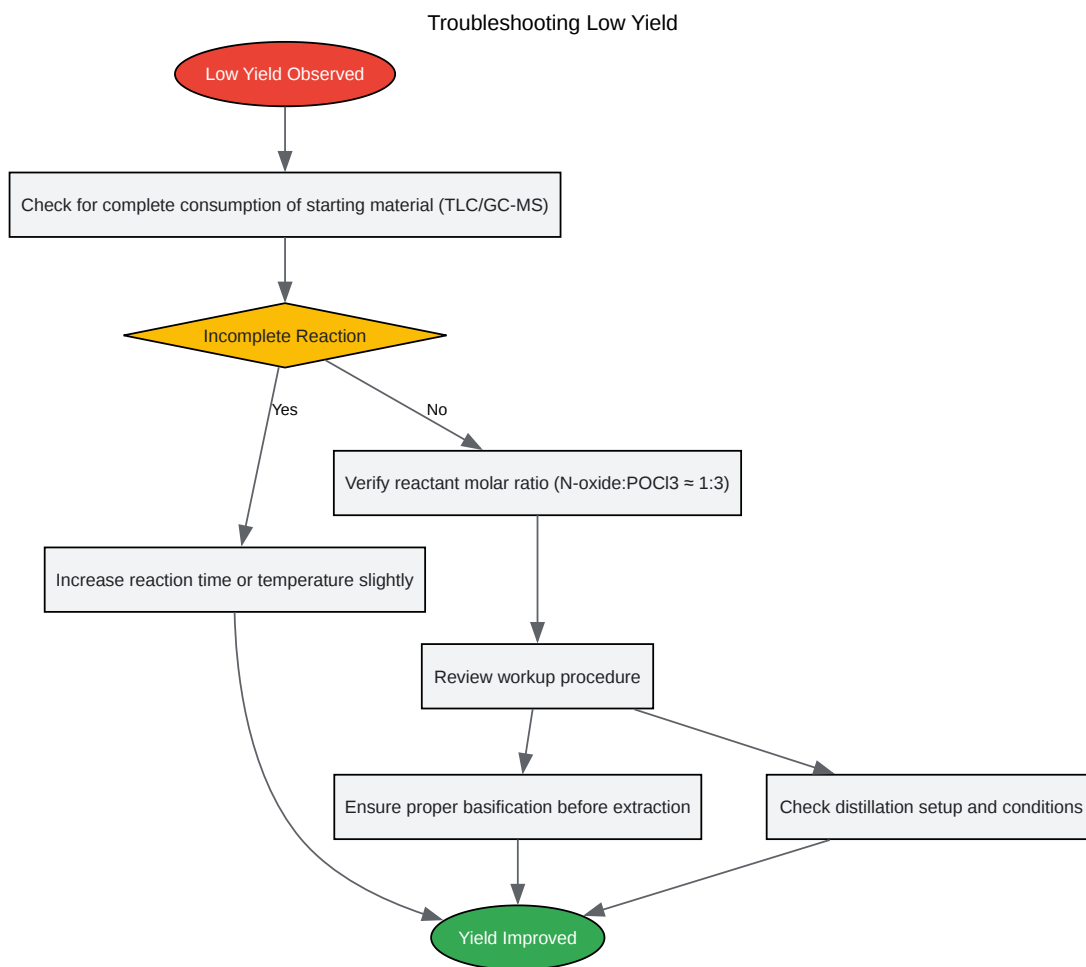 Troubleshooting Low Yield
Low Yield Observed
Check for complete consumption of starting material (TLC/GC-MS)
Incomplete Reaction
Yes
No
Verify reactant molar ratio (N-oxide:POCl3 ≈ 1:3)
Increase reaction time or temperature slightly
Review workup procedure
Ensure proper basification before extraction
Check distillation setup and conditions
Yield Improved